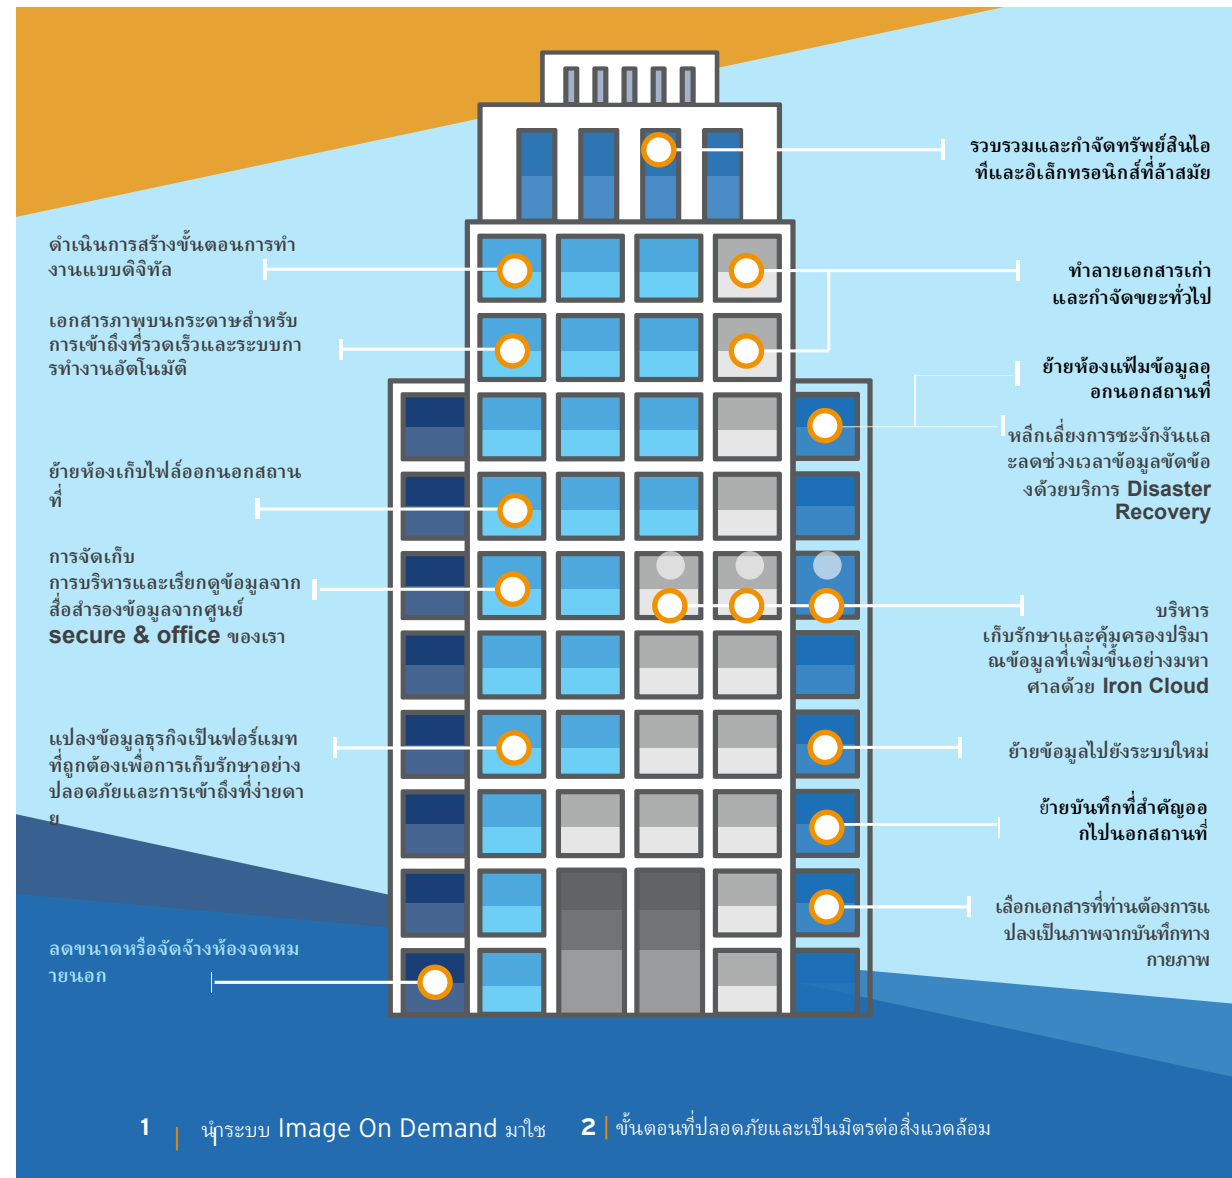 รวบรวมและกำจัดทรัพย์สินไอ
ทีและอิเล็กทรอนิกส์ที่ล้าสมัย
ดำเนินการสร้างขั้นตอนการทำ
งานแบบดิจิทัล
ทำลายเอกสารเก่า
และกำจัดขยะทั่วไป
เอกสารภาพบนกระดาษสำหรับ
การเข้าถึงที่รวดเร็วและระบบกา
รทำงานอัตโนมัติ
ย้ายห้องแฟ้มข้อมูลอ
อกนอกสถานที่
หลีกเลี่ยงการชะงักงันแล
ะลดช่วงเวลาข้อมูลขัดข้อ
งด้วยบริการ Disaster
Recovery
ย้ายห้องเก็บไฟล์ออกนอกสถาน
ที่
การจัดเก็บ
การบริหารและเรียกดูข้อมูลจาก
สื่อสำรองข้อมูลจากศูนย์
secure & office ของเรา
บริหาร
เก็บรักษาและคุ้มครองปริมา
ณข้อมูลที่เพิ่มขึ้นอย่างมหา
ศาลด้วย Iron Cloud
แปลงข้อมูลธุรกิจเป็นฟอร์แมท
ที่ถูกต้องเพื่อการเก็บรักษาอย่าง
ปลอดภัยและการเข้าถึงที่ง่ายดา
ย
ย้ายข้อมูลไปยังระบบใหม่
ย้ายบันทึกที่สำคัญออ
กไปนอกสถานที่
เลือกเอกสารที่ท่านต้องการแ
ปลงเป็นภาพจากบันทึกทาง
กายภาพ
ลดขนาดหรือจัดจ้างห้องจดหม
ายนอก
1 | นำระบบ Image On Demand มาใช
2 | ขั้นตอนที่ปลอดภัยและเป็นมิตรต่อสิ่งแวดล้อม